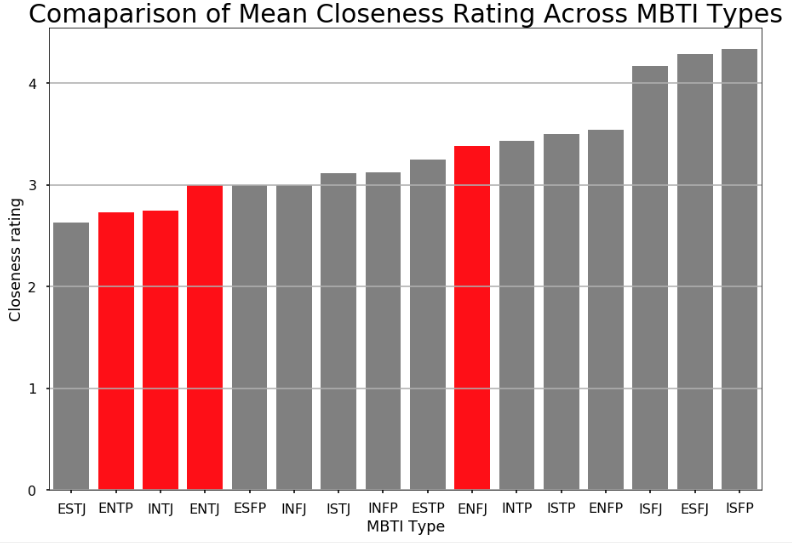 Comaparison of Mean Closeness Rating Across MBTI Types
4
3
2
1
0
Closeness rating
ESTJ ENTP INTJ ENTJ ESFP INFJ ISTJ INFP ESTP ENFJ INTP ISTP ENFP ISFJ ESFJ ISFP
MBTI Type